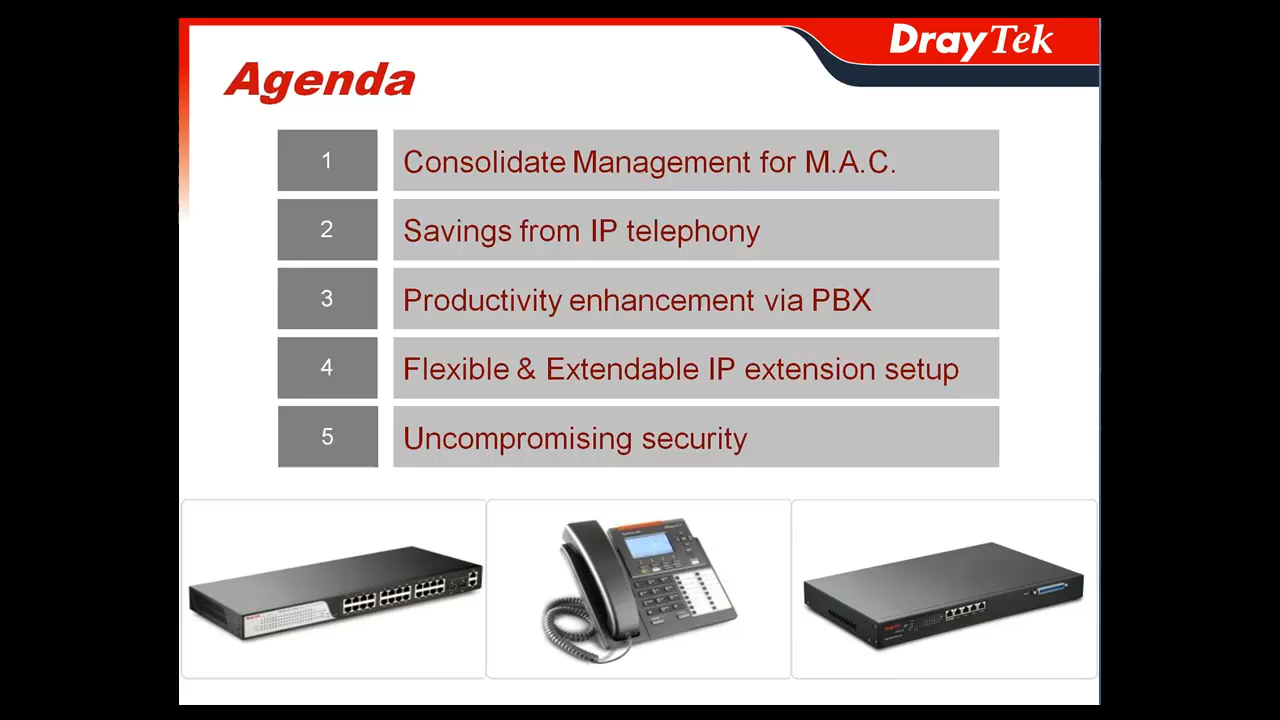 DrayTek
Agenda
1
Consolidate Management for M.A.C.
2
Savings from IP telephony
3
Productivity enhancement via PBX
4
Flexible & Extendable IP extension setup
5
Uncompromising security